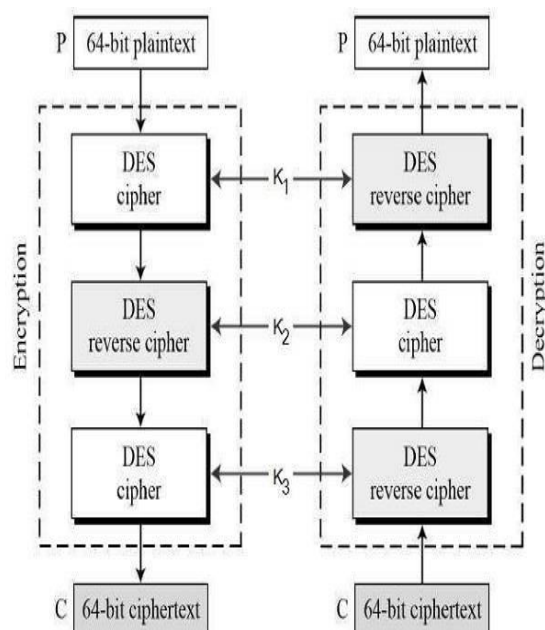 P 64-bit plaintext
P 64-bit plaintext
Encryption
DES
cipher
K1
DES
reverse cipher
DES
reverse cipher
K2
DES
cipher
Decryption
DES
cipher
K3
DES
reverse cipher
C 64-bit ciphertext
C 64-bit ciphertext